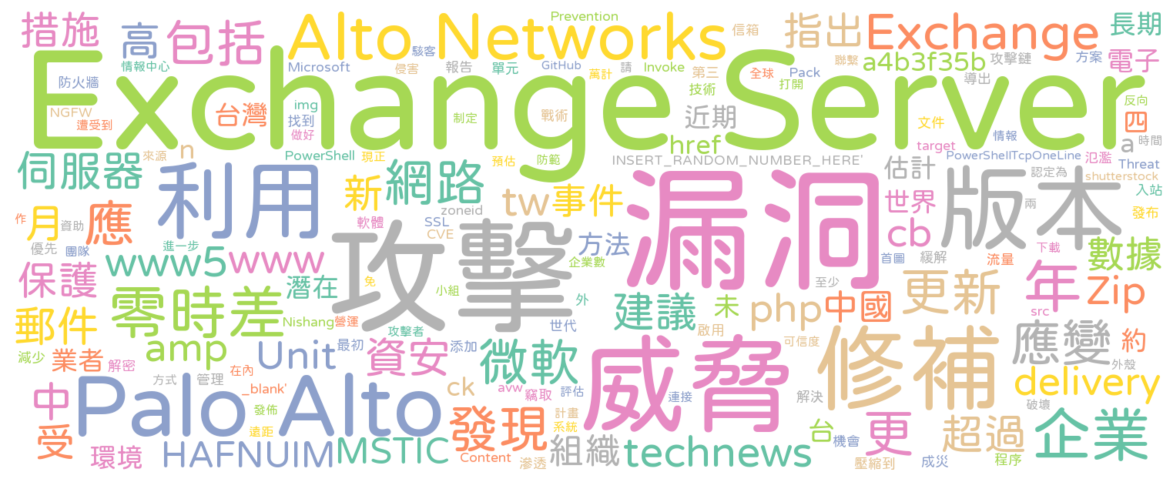 措施
高
包括
Alto Networks
Prevention
信箱
指出
Exchange
長期
防火牆
情報中心
Microsoft
駭客
侵害
報告
單元
GitHub
萬計
請
Invoke
第三
技術
全球
打開
Pack
聯繫
a4b3f35b
攻擊鏈
導出
方案
電子
反向
Exchange Server
NGFW
遭受到
台灣
img
找到
做好
制定
戰術
近期
文件
情報
四
時間
伺服器
來源
n
PowerShell
現正
預估
防範
href
INSERT_RANDOM_NUMBER_HERE'
估計
target
a
PowerShellTcpOneLine
認定為
氾濫
Threat
shutterstock
利用
新
網路
zoneid
tw
事件
漏洞
世界
版本
入站
月
作
資助
應
優先
團隊
進一步
軟體
SSL
CVE
攻擊
方法
企業數
cb
首圖
緩解
兩
流量
下載
發布
數據
保護
www5
www
潛在
兔
小組
外
建議
未
至少
php
中國
更新
年
src
Zip
郵件
零時差
Nishang
營運
攻擊者
世代
威脅
啟用
可信度
修補
應變
約
外殼
減少
業者
解密
amp
Unit
最初
添加
資安
微軟
中
方式
管理
在內
_blank'
Palo Alto
avw
竊取
評估
連接
解決
delivery
破壞
受
發佈
遠距
ck
發現
計畫
系統
組織
台
機會
更
超過
企業
環境
HAFNUIM
MSTIC
Content
滲透
technews
壓縮到
成災
程序